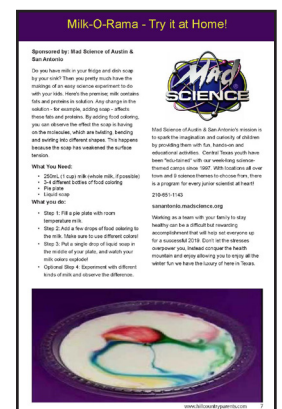 Milk-O-Rama - Try it at Home!
Sponsored by: Mad Science of Austin &
San Antonio
Do you have milk in your fridge and dish soap
by your sink? Then you pretty much have the
makings of an easy science experiment to do
with your kids. Here's the premise; milk contains
fats and proteins in solution. Any change in the
solution - for example, adding soap - affects
these fats and proteins. By adding food coloring,
you can observe the effect the soap is having
on the molecules, which are twisting, bending
and swirling into different shapes. This happens
because the soap has weakened the surface
tension.
What You Need:
• 250mL (1 cup) milk (whole milk, if possible)
• 3-4 different bottles of food coloring
• Pie plate
• Liquid soap
What you do:
• Step 1: Fill a pie plate with room
temperature milk
• Step 2: Add a few drops of food coloring to
the milk. Make sure to use different colors!
• Step 3: Put a single drop of liquid soap in
the middle of your plate, and watch your
milk colors explode!
• Optional Step 4: Experiment with different
kinds of milk and observe the difference.
Mad
SCIENCE
Mad Science of Austin & San Antonio's mission is
to spark the imagination and curiosity of children
by providing them with fun, hands-on and
educational activities. Central Texas youth have
been "edu-tained" with our week-long science-
themed camps since 1997. With locations all over
town and 9 science themes to choose from, there
is a program for every junior scientist at heart!
210-651-1143
sanantonio.madscience.org
Working as a team with your family to stay
healthy can be a difficult but rewarding
accomplishment that will help set everyone up
for a successful 2019. Don't let the stresses
overpower you. Instead conquer the health
mountain and enjoy allowing you to enjoy all the
winter fun we have the luxury of here in Texas.
www.hillcountryparents.com 7